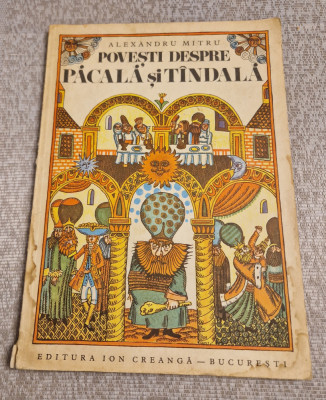 ALEXANDRU MITRU
POVEȘTI DESPRE
PĂCALĂ ȘI TÎNDALĂ
EDITURA ION CREANGĂ — BUCUREȘTI